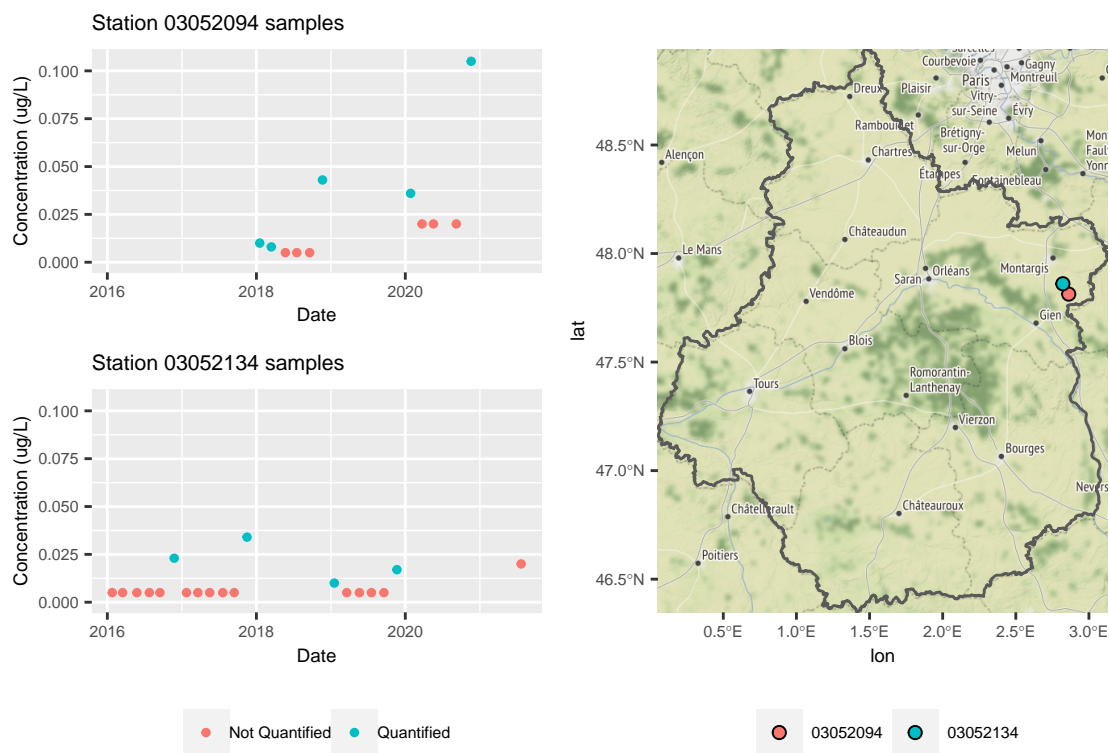 Station 03052094 samples
0.100
0.075
0.050
0.025
0.000
Concentration (ug/L)
2016
2018
2020
Date
Station 03052134 samples
0.100
0.075
0.050
0.025
0.000
Concentration (ug/L)
2016
2018
2020
Date
Not Quantified
Quantified
48.5°N
48.0°N
47.5°N
47.0°N
46.5°N
lat
Sarcelles
Courbevoie
Gagny
Paris
Montreuil
Plaisir
Vitry-
sur-Seine
Évry
Dreux
Rambouillet
Brétigny-
sur-Orge
Melun
Alençon
Chartres
Étampes
Fontainebleau
Châteaudun
Le Mans
Orléans
Saran
Montargis
Vendôme
Gien
Blois
Tours
Romorantin-
Lanthenay
Vierzon
Bourges
Nevers
Châtellerault
Châteauroux
Poitiers
0.5°E
1.0°E
1.5°E
2.0°E
2.5°E
3.0°E
lon
03052094
03052134